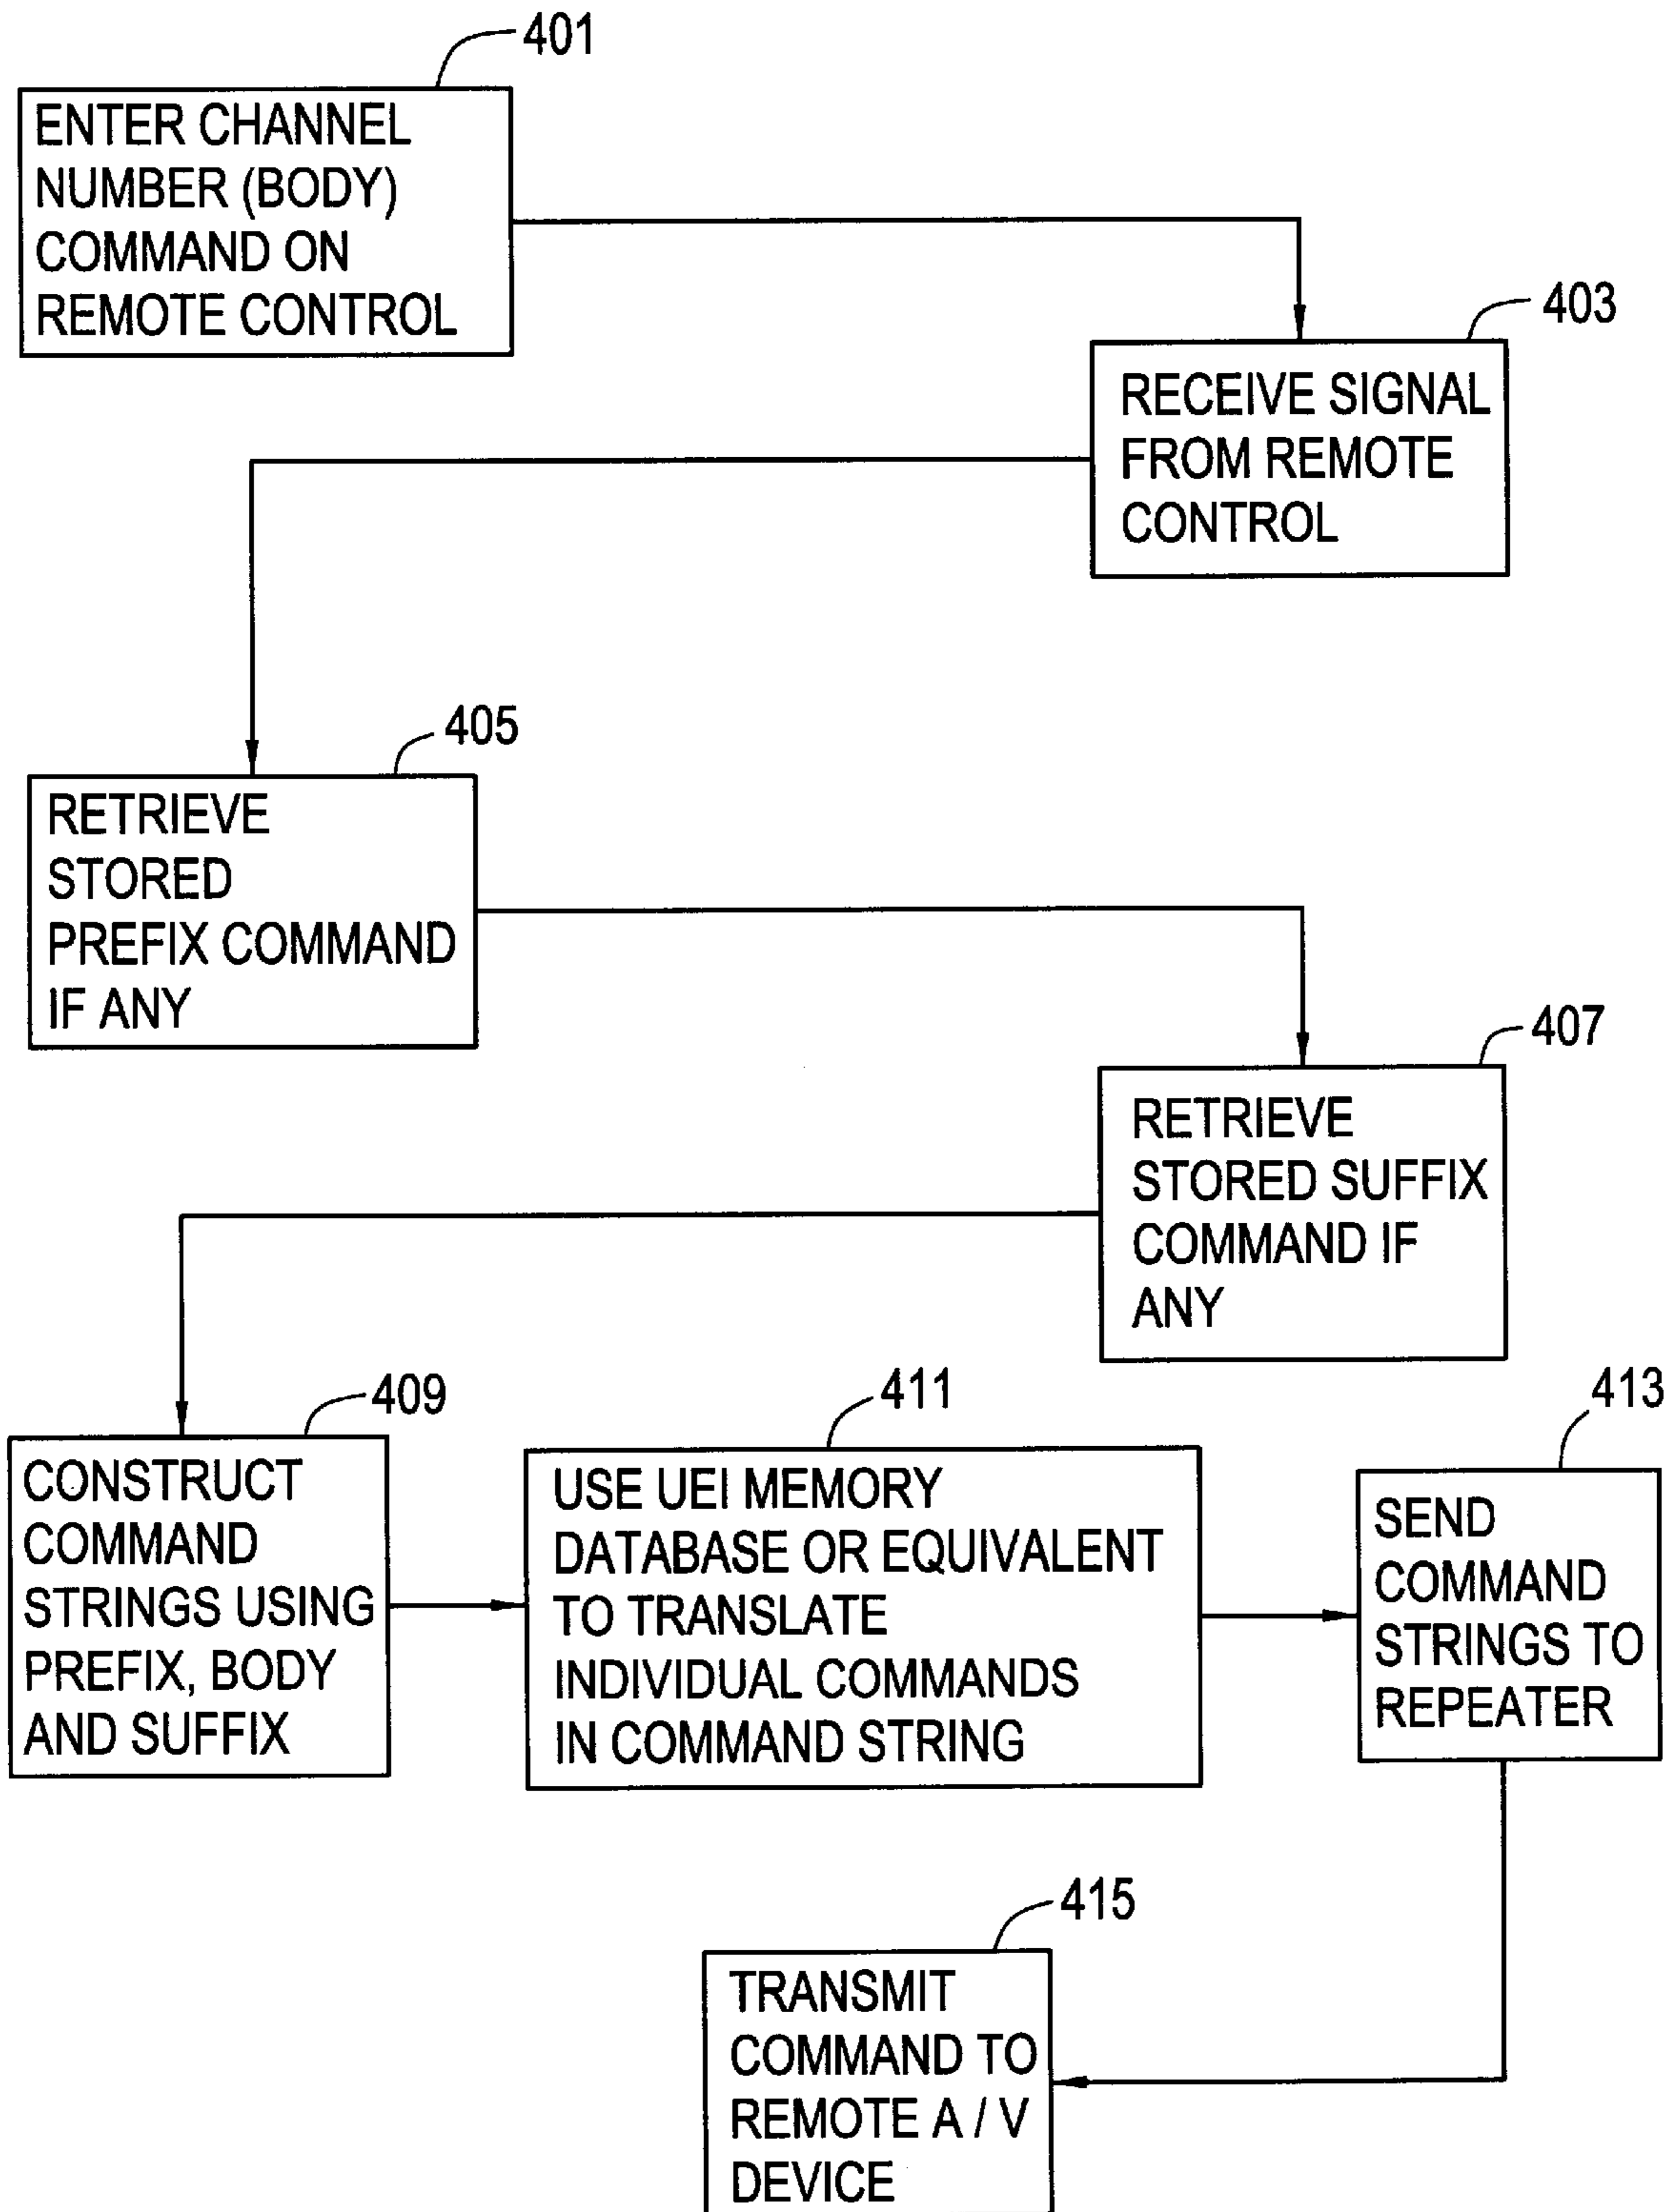 401
ENTER CHANNEL
NUMBER (BODY)
COMMAND ON
REMOTE CONTROL
403
RECEIVE SIGNAL
FROM REMOTE
CONTROL
405
RETRIEVE
STORED
PREFIX COMMAND
IF ANY
407
RETRIEVE
STORED SUFFIX
COMMAND IF
ANY
409
CONSTRUCT
COMMAND
STRINGS USING
PREFIX, BODY
AND SUFFIX
411
USE UEI MEMORY
DATABASE OR EQUIVALENT
TO TRANSLATE
INDIVIDUAL COMMANDS
IN COMMAND STRING
413
SEND
COMMAND
STRINGS TO
REPEATER
415
TRANSMIT
COMMAND TO
REMOTE A / V
DEVICE